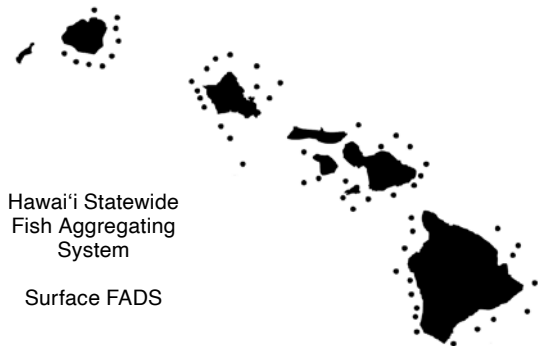 Hawai‘i Statewide
Fish Aggregating
System
Surface FADS